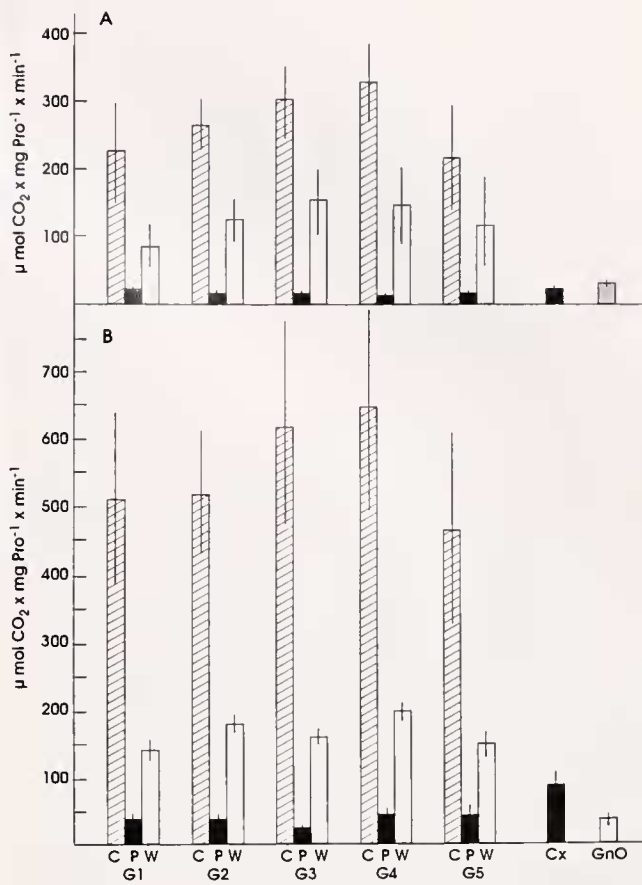 A
400
300
200
100
μ mol CO₂ x mg Pro⁻¹ x min⁻¹
B
700
600
500
400
300
200
100
μ mol CO₂ x mg Pro⁻¹ x min⁻¹
C P W C P W C P W C P W C P W Cx GnO
G1 G2 G3 G4 G5